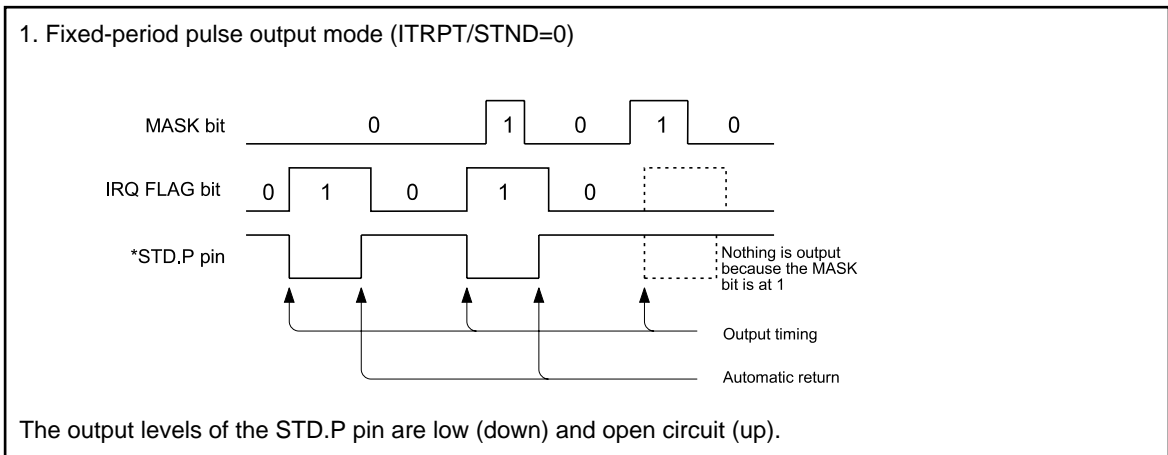 1. Fixed-period pulse output mode (ITRPT/STND=0)
MASK bit 0 1 0 1 0
IRQ FLAG bit 0 1 0 1 0
*STD.P pin
Nothing is output
because the MASK
bit is at 1
Output timing
Automatic return
The output levels of the STD.P pin are low (down) and open circuit (up).